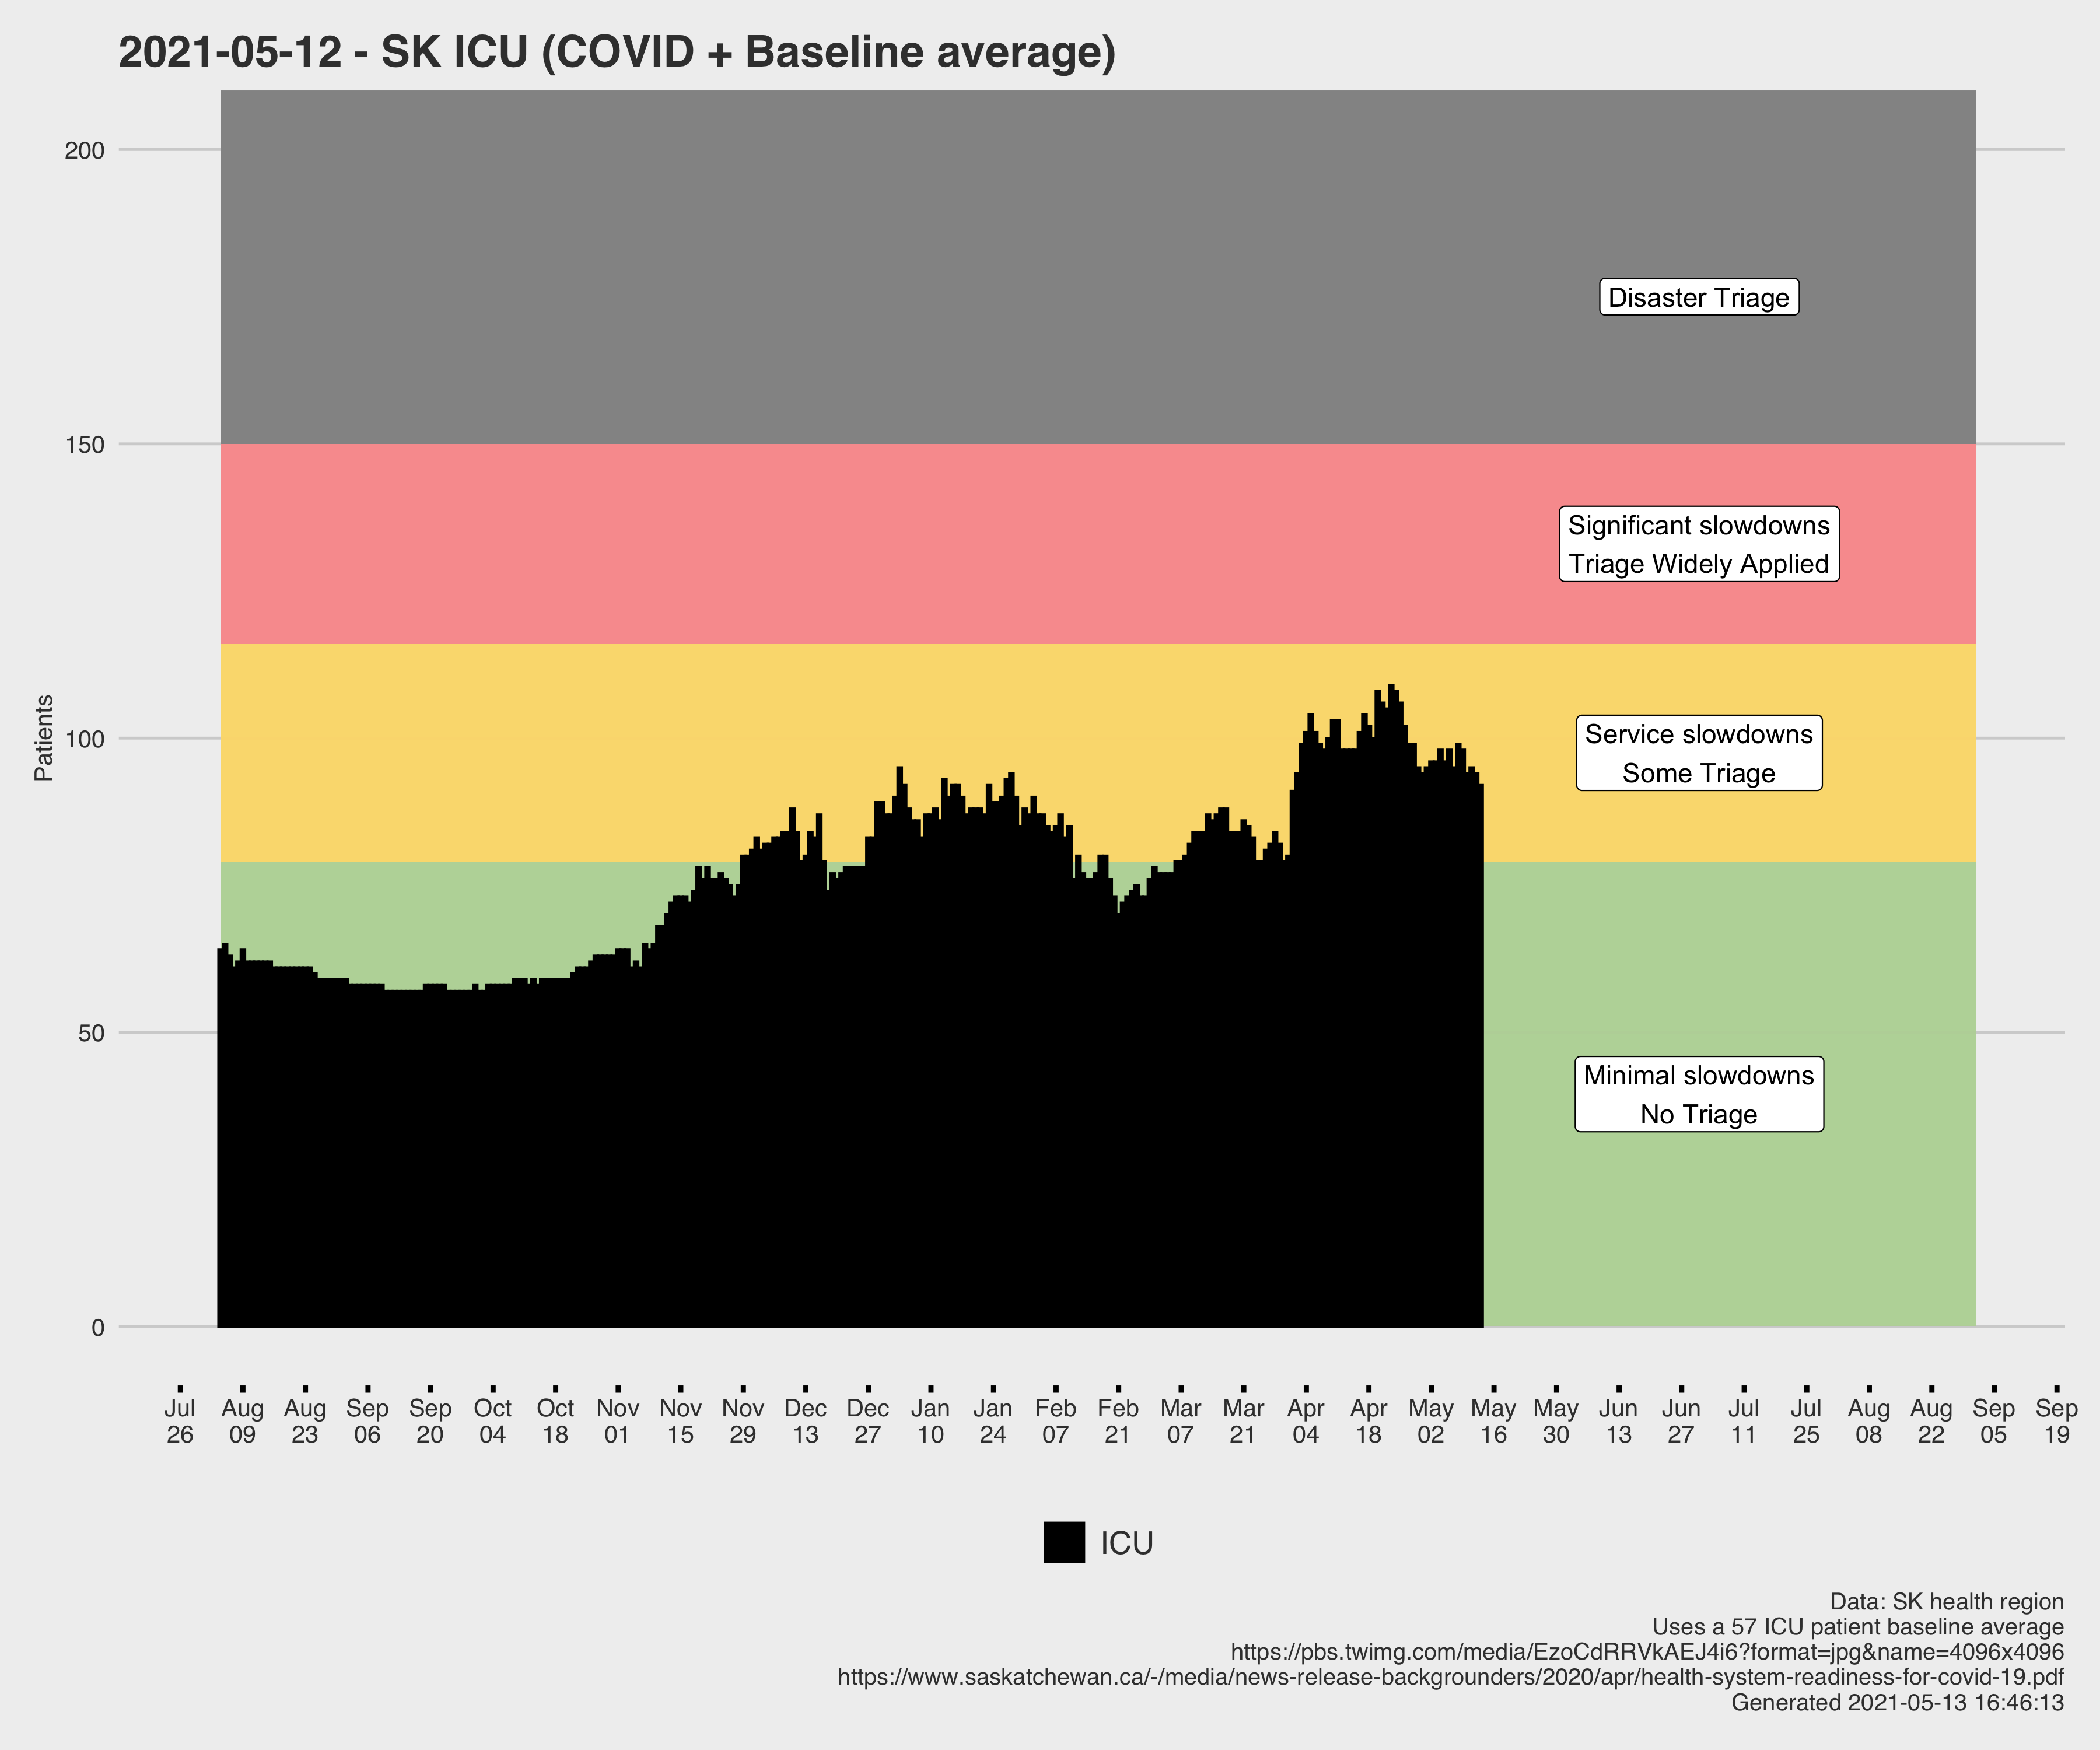 2021-05-12 - SK ICU (COVID + Baseline average)
200
150
100
50
0
Patients
Disaster Triage
Significant slowdowns
Triage Widely Applied
Service slowdowns
Some Triage
Minimal slowdowns
No Triage
Jul Aug Aug Sep Sep Oct Oct Nov Nov Nov Dec Dec Jan Jan Feb Feb Mar Mar Apr Apr May May May Jun Jun Jul Jul Aug Aug Sep Sep
26 09 23 06 20 04 18 01 15 29 13 27 10 24 07 21 07 21 04 18 02 16 30 13 27 11 25 08 22 05 19
ICU
Data: SK health region
Uses a 57 ICU patient baseline average
https://pbs.twimg.com/media/EzoCdRRVkAEJ4i6?format=jpg&name=4096x4096
https://www.saskatchewan.ca/-/media/news-release-backgrounders/2020/apr/health-system-readiness-for-covid-19.pdf
Generated 2021-05-13 16:46:13